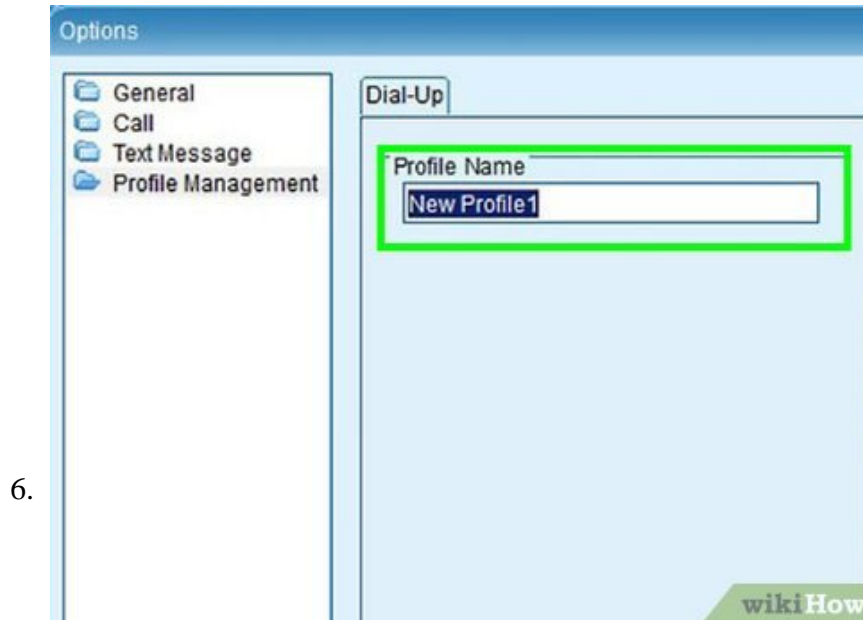 Options
General
Call
Text Message
Profile Management
Dial-Up
Profile Name
New Profile1
6.
wikiHow